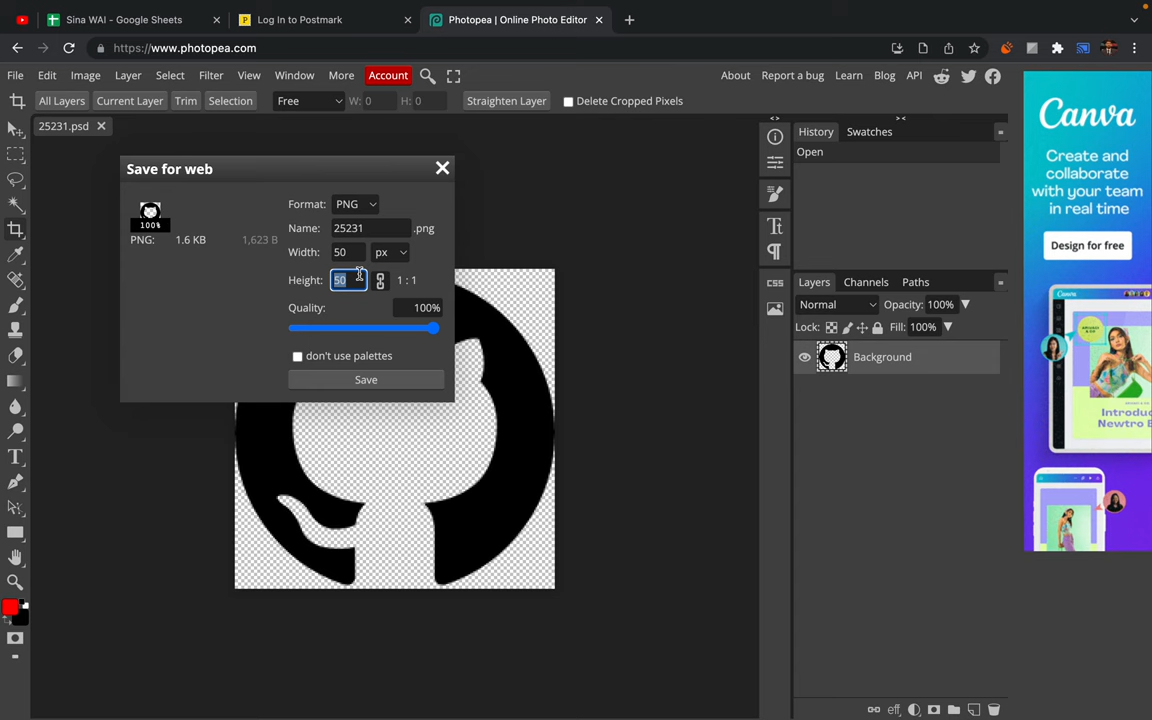 Sina WAI - Google Sheets
Log In to Postmark
Photopea | Online Photo Editor
https://www.photopea.com
File Edit Image Layer Select Filter View Window More Account About Report a bug Learn Blog API
All Layers Current Layer Trim Selection Free W: 0 H: 0 Straighten Layer Delete Cropped Pixels
25231.psd
Save for web
100%
PNG: 1.6 KB 1,623 B
Format: PNG
Name: 25231 .png
Width: 50 px
Height: 50 1 : 1
Quality: 100%
don't use palettes
Save
CSS
History Swatches
Open
Layers Channels Paths
Normal Opacity: 100%
Lock: Fill: 100%
Background
eff
Canva
Create and
collaborate
with your team
in real time
Design for free
Introduc
Newtro E